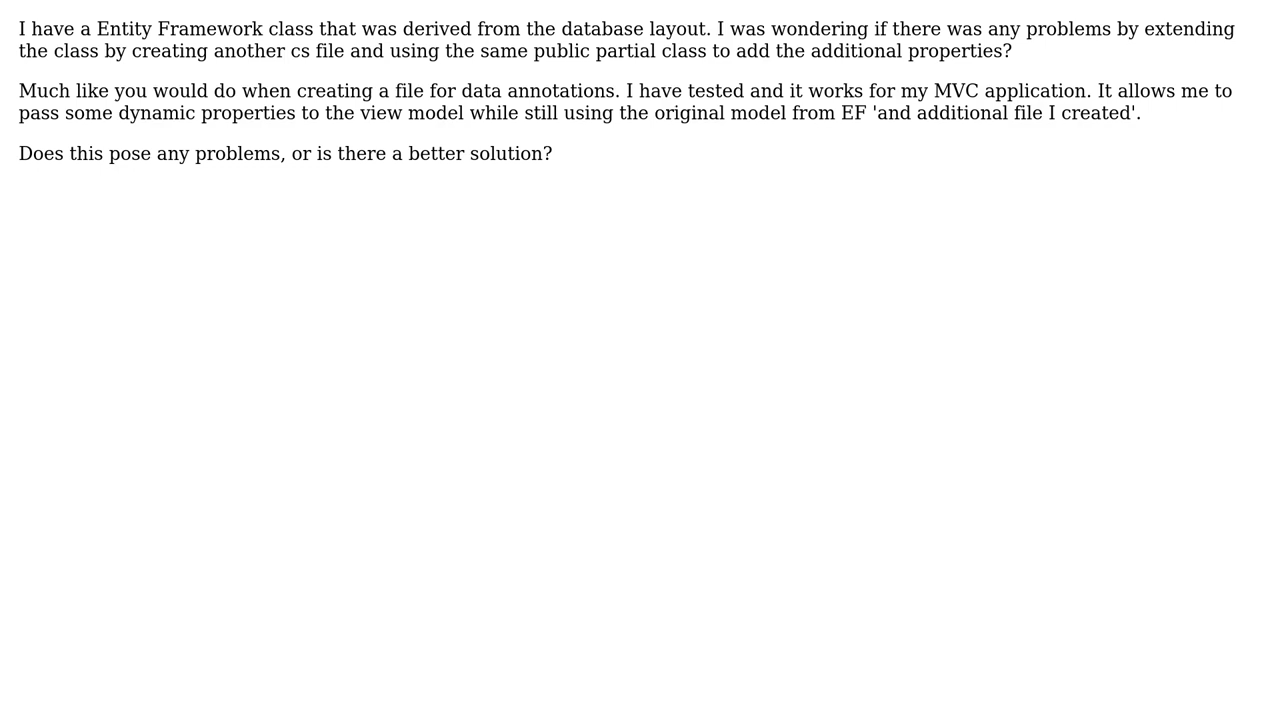 I have a Entity Framework class that was derived from the database layout. I was wondering if there was any problems by extending
the class by creating another cs file and using the same public partial class to add the additional properties?
Much like you would do when creating a file for data annotations. I have tested and it works for my MVC application. It allows me to
pass some dynamic properties to the view model while still using the original model from EF 'and additional file I created'.
Does this pose any problems, or is there a better solution?